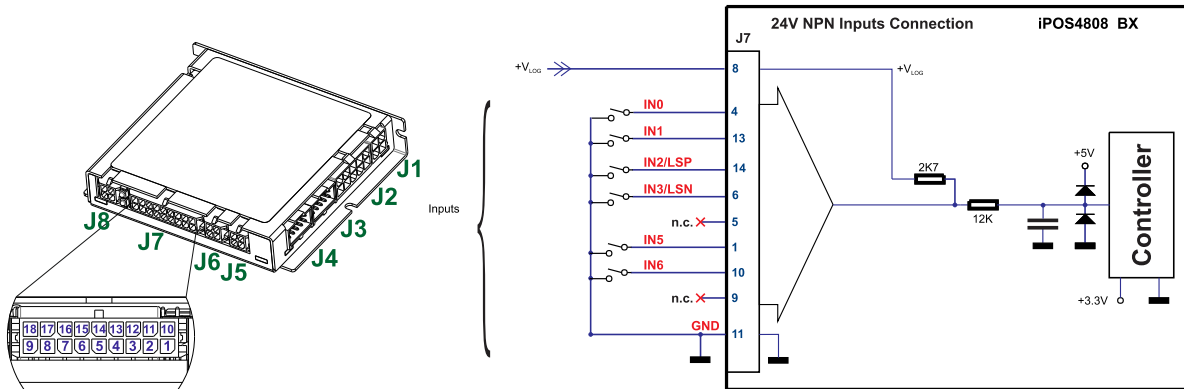 24V NPN Inputs Connection
iPOS4808 BX
J7
+VLOG
8
+VLOG
IN0
4
IN1
13
IN2/LSP
14
IN3/LSN
6
n.c.
5
IN5
1
IN6
10
n.c.
9
GND
11
Inputs
2K7
12K
+5V
Controller
+3.3V
J1
J2
J3
J4
J8
J7
J6
J5
18 17 16 15 14 13 12 11 10
9 8 7 6 5 4 3 2 1